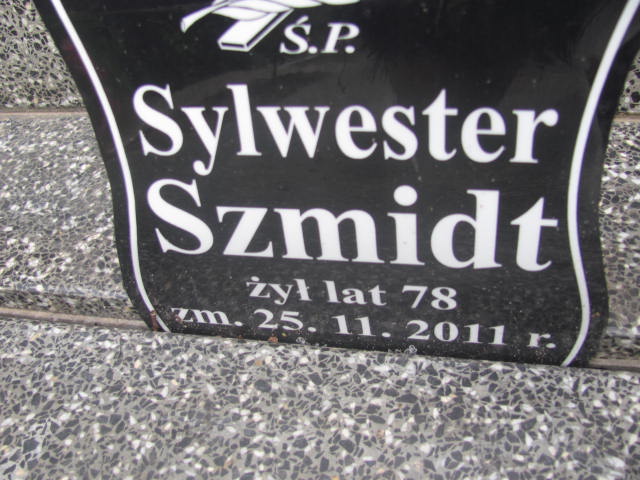 Ś.P.
Sylwester
Szmidt
żył lat 78
zm. 25. 11. 2011 r.